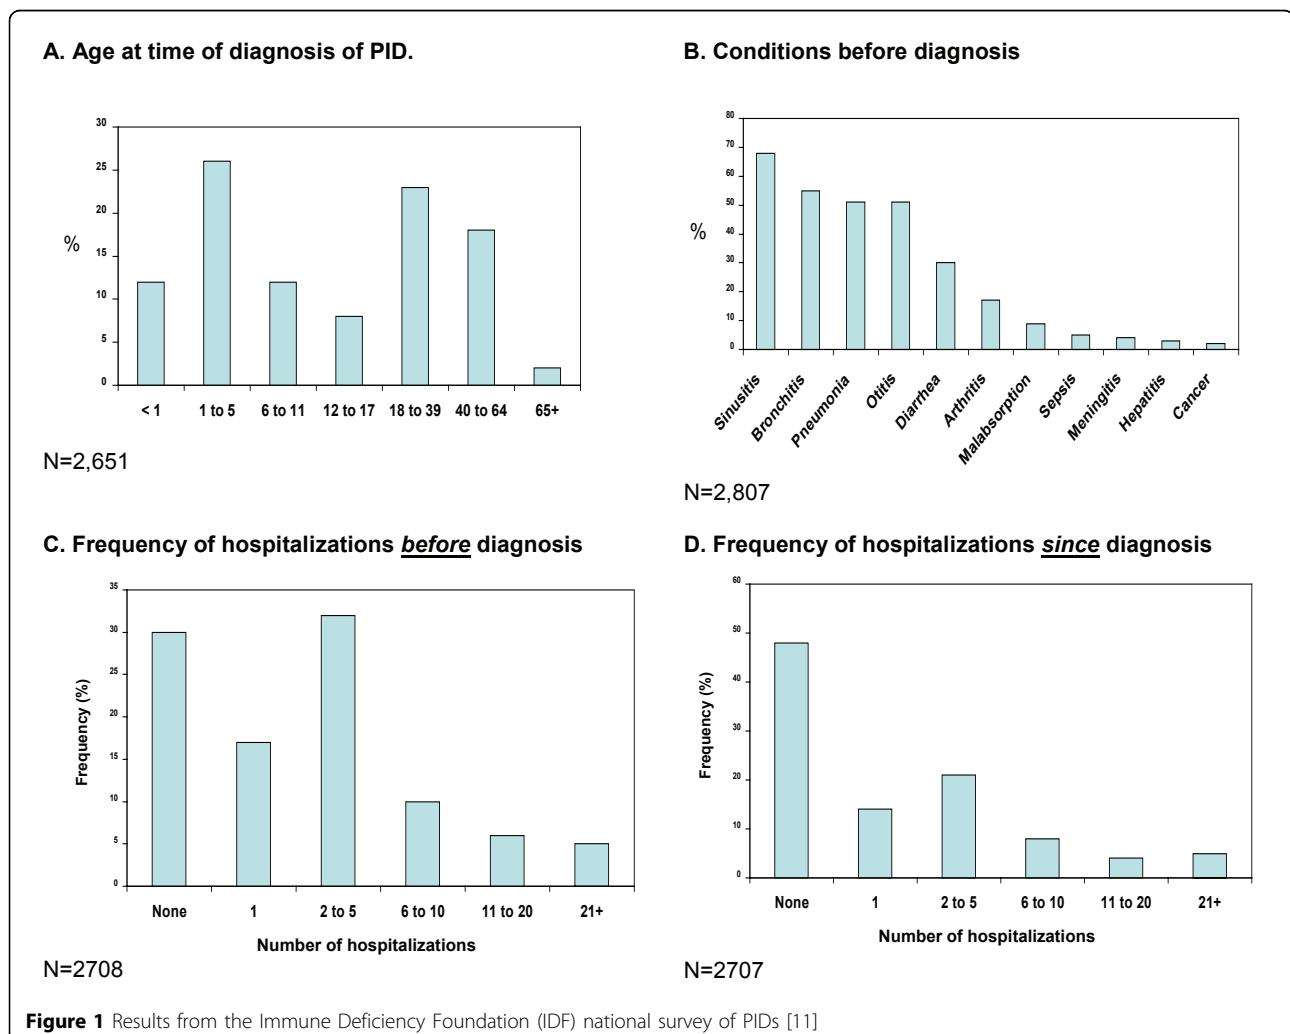 A. Age at time of diagnosis of PID.
30
25
20
15
10
5
0
%
< 1 1 to 5 6 to 11 12 to 17 18 to 39 40 to 64 65+
N=2,651
B. Conditions before diagnosis
80
70
60
50
40
30
20
10
0
%
Sinusitis Bronchitis Pneumonia Otitis Diarrhea Arthritis Malabsorption Sepsis Meningitis Hepatitis Cancer
N=2,807
C. Frequency of hospitalizations before diagnosis
35
30
25
20
15
10
5
0
Frequency (%)
None 1 2 to 5 6 to 10 11 to 20 21+
Number of hospitalizations
N=2708
D. Frequency of hospitalizations since diagnosis
60
50
40
30
20
10
0
Frequency (%)
None 1 2 to 5 6 to 10 11 to 20 21+
Number of hospitalizations
N=2707
Figure 1 Results from the Immune Deficiency Foundation (IDF) national survey of PIDs [11]